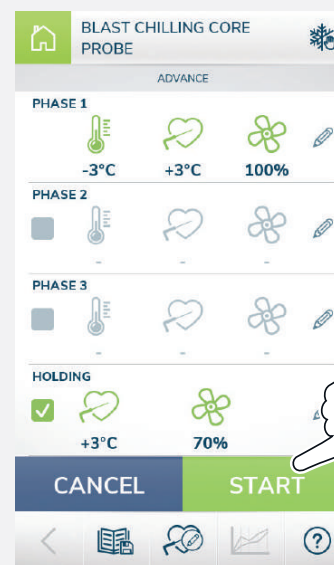 BLAST CHILLING CORE
PROBE
ADVANCE
PHASE 1
-3°C +3°C 100%
PHASE 2
- - -
PHASE 3
- - -
HOLDING
+3°C 70%
CANCEL START
?